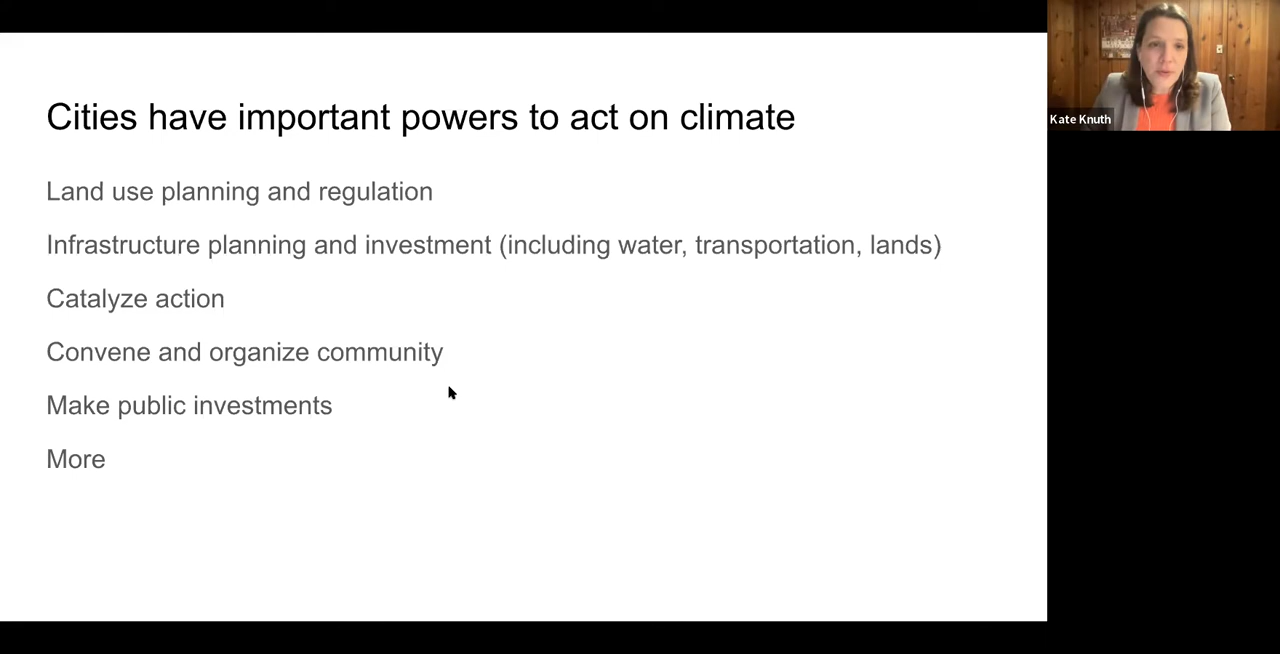 Cities have important powers to act on climate
Land use planning and regulation
Infrastructure planning and investment (including water, transportation, lands)
Catalyze action
Convene and organize community
Make public investments
More
Kate Knuth